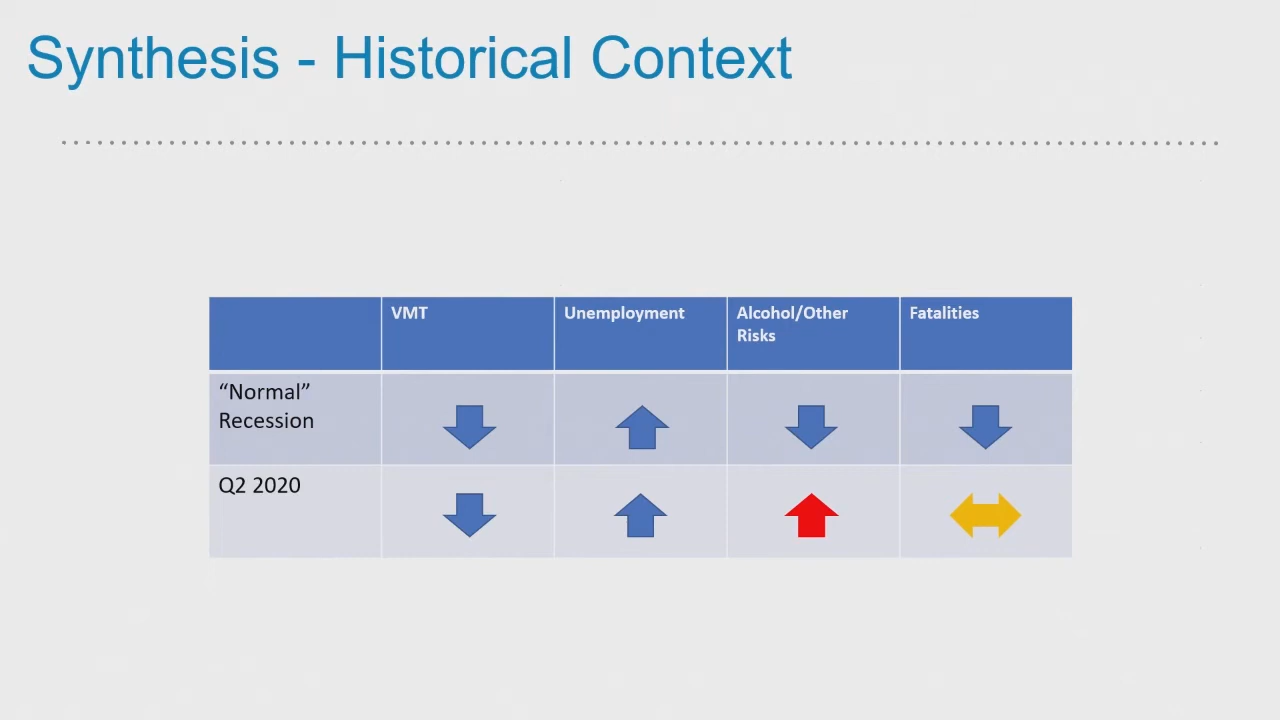 Synthesis - Historical Context
VMT
Unemployment
Alcohol/Other
Risks
Fatalities
“Normal”
Recession
Q2 2020